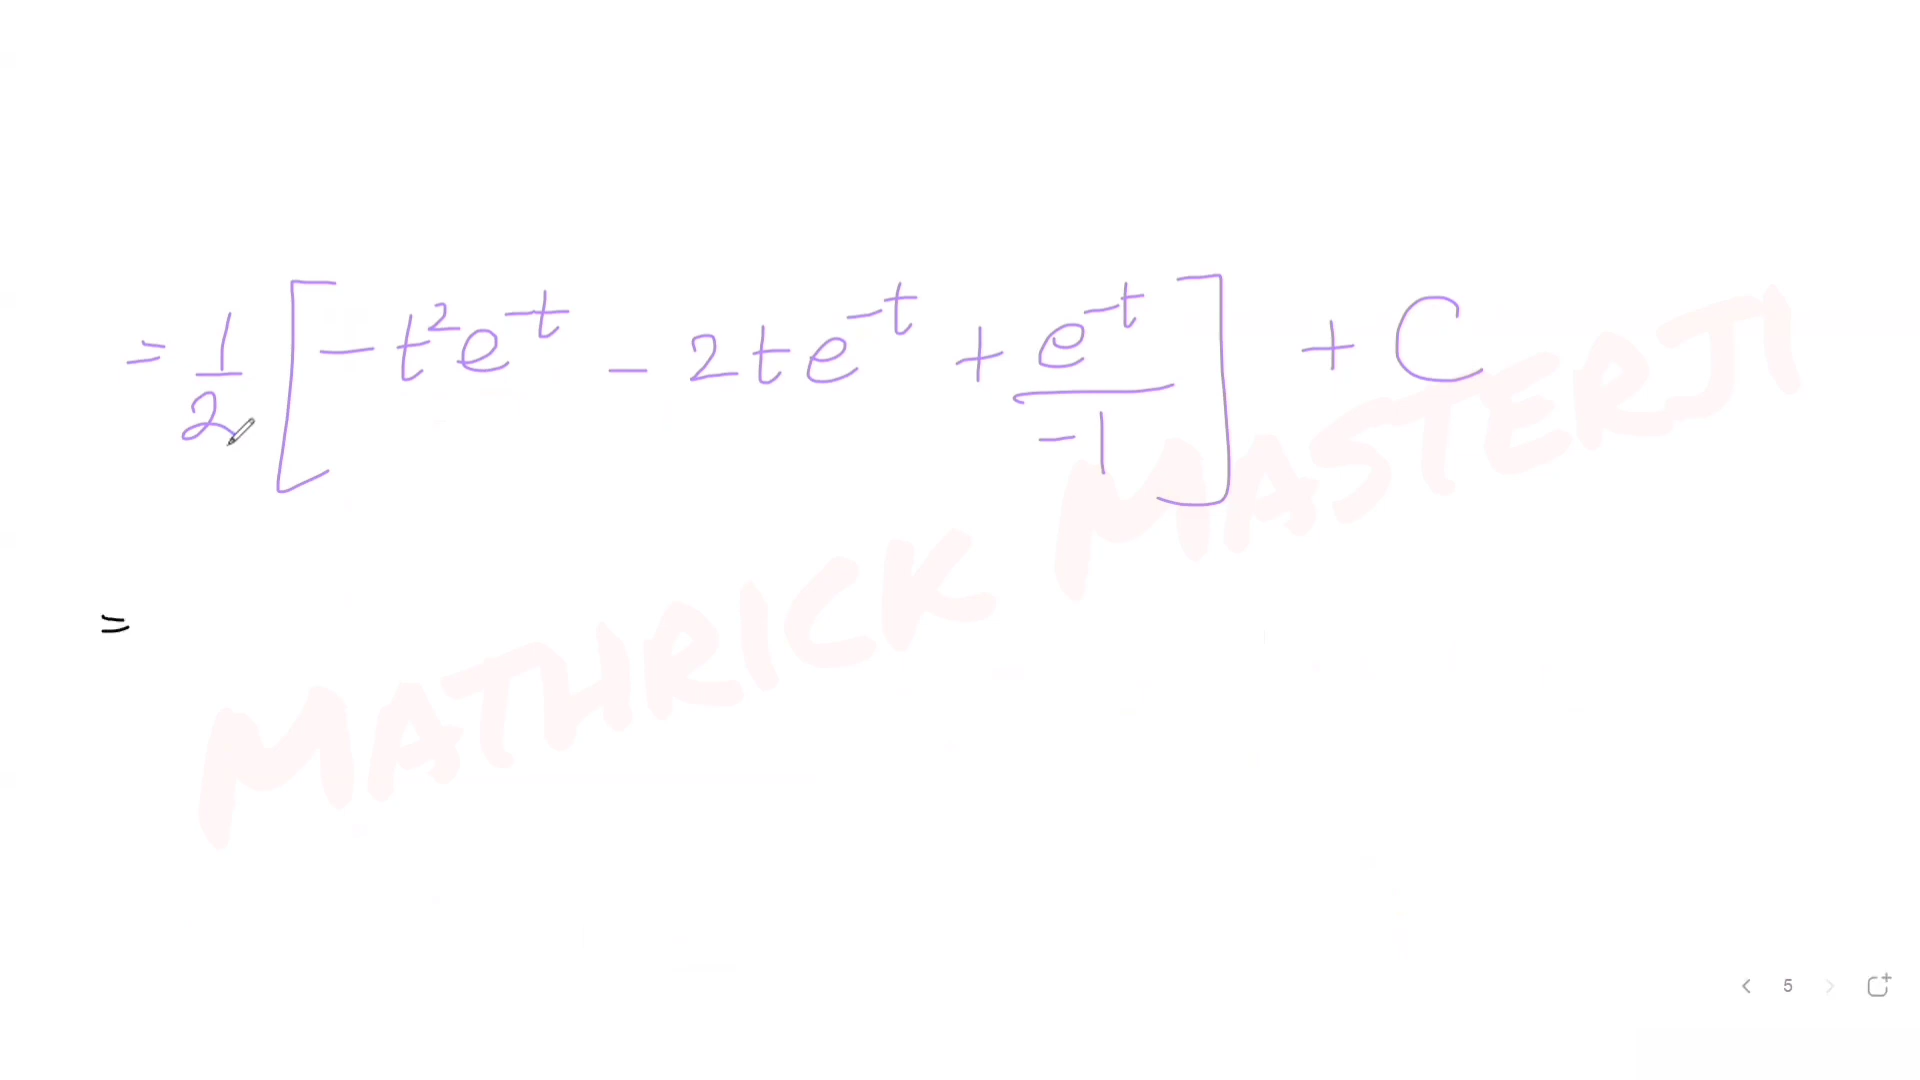 = 1/2 [ - t²e^-t - 2te^-t + e^-t/-1 ] + C
=
MATHRICK MASTERJI
5